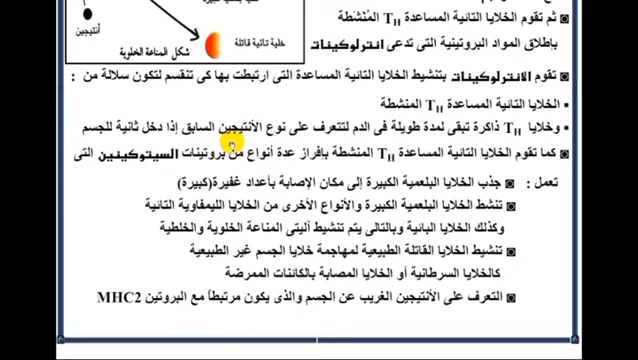 أنتيجين
خلية تائية قاتلة
شكل المناعة الخلوية
◙ ثم تقوم الخلايا التائية المساعدة TH المُنْشَطة
بإطلاق المواد البروتينية التى تدعى انترلوكينات
◙ تقوم الانترلوكينات بتنشيط الخلايا التائية المساعدة التى ارتبطت بها كى تنقسم لتكون سلالة من :
▪ الخلايا التائية المساعدة TH المنشطة
▪ وخلايا TH ذاكرة تبقى لمدة طويلة فى الدم لتتعرف على نوع الأنتيجين السابق إذا دخل ثانية للجسم
◙ كما تقوم الخلايا التائية المساعدة TH المنشطة بإفراز عدة أنواع من بروتينات السيتوكينين التى
تعمل : ◙ جذب الخلايا البلعمية الكبيرة إلى مكان الإصابة بأعداد غفيرة(كبيرة)
◙ تنشط الخلايا البلعمية الكبيرة والأنواع الأخرى من الخلايا الليمفاوية التائية
وكذلك الخلايا البائية وبالتالى يتم تنشيط آليتى المناعة الخلوية والخلطية
◙ تنشيط الخلايا القاتلة الطبيعية لمهاجمة خلايا الجسم غير الطبيعية
كالخلايا السرطانية أو الخلايا المصابة بالكائنات الممرضة
◙ التعرف على الأنتيجين الغريب عن الجسم والذى يكون مرتبطاً مع البروتين MHC2